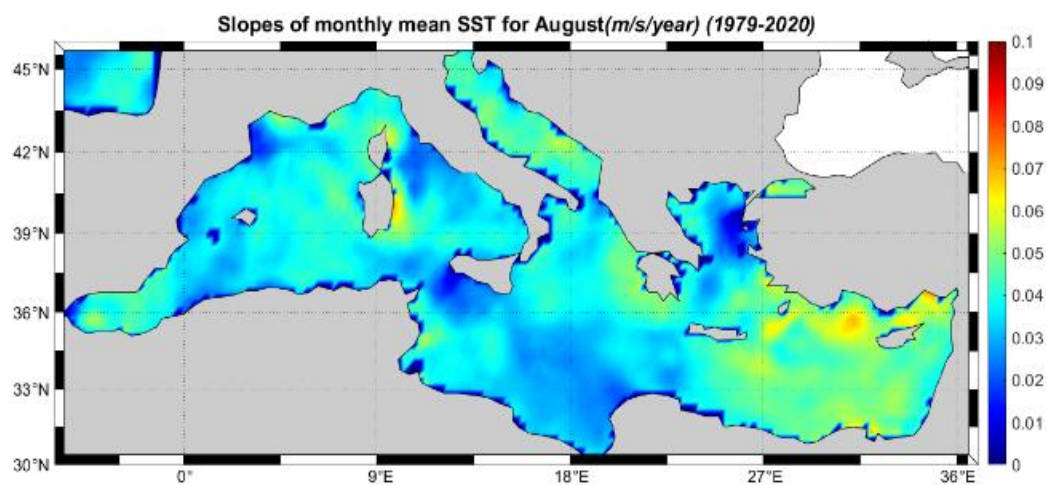 Slopes of monthly mean SST for August(m/s/year) (1979-2020)
45°N
42°N
39°N
36°N
33°N
30°N
0°
9°E
18°E
27°E
36°E
0.1
0.09
0.08
0.07
0.06
0.05
0.04
0.03
0.02
0.01
0